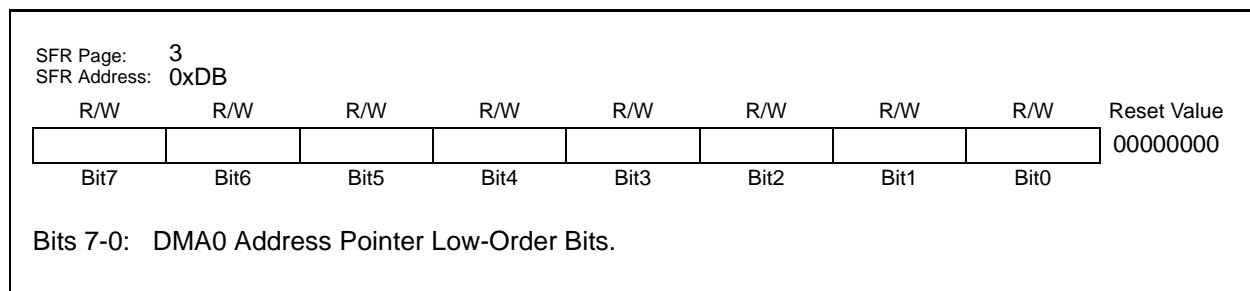 SFR Page: 3
SFR Address: 0xDB
R/W R/W R/W R/W R/W R/W R/W R/W Reset Value
00000000
Bit7 Bit6 Bit5 Bit4 Bit3 Bit2 Bit1 Bit0
Bits 7-0: DMA0 Address Pointer Low-Order Bits.